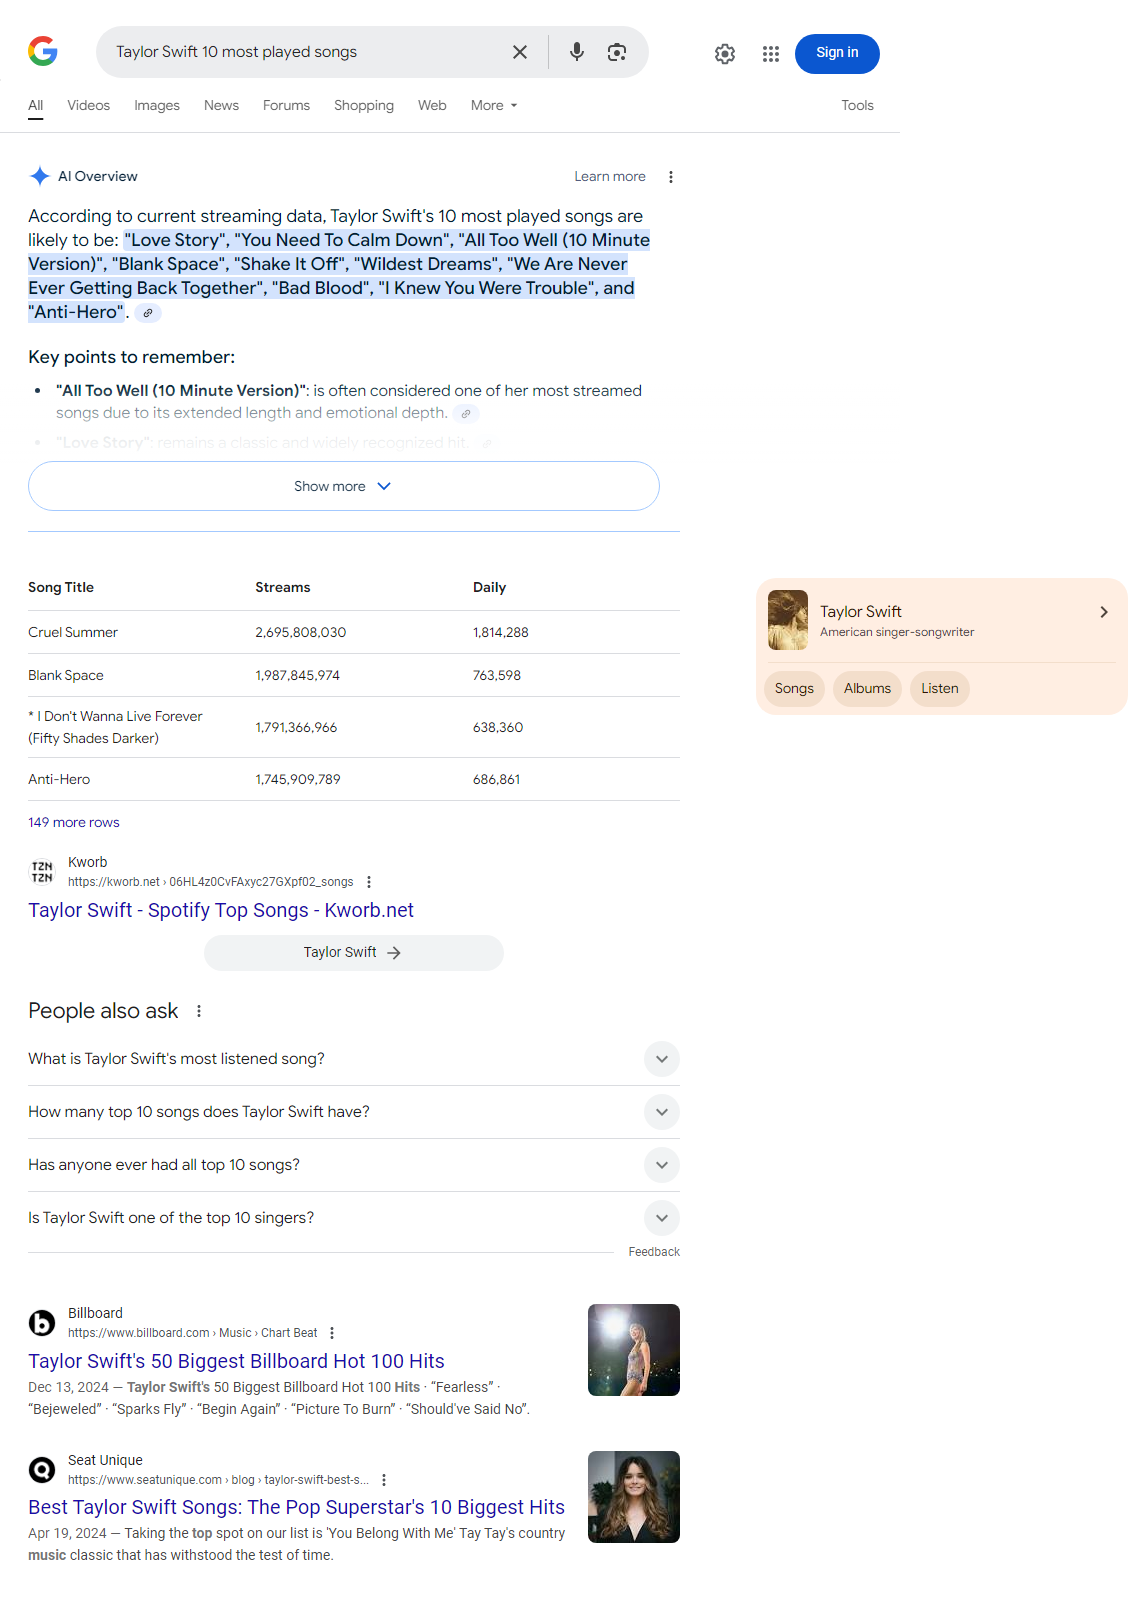 Taylor Swift 10 most played songs
Sign in
All Videos Images News Forums Shopping Web More Tools
AI Overview Learn more
According to current streaming data, Taylor Swift's 10 most played songs are
likely to be: "Love Story", "You Need To Calm Down", "All Too Well (10 Minute
Version)", "Blank Space", "Shake It Off", "Wildest Dreams", "We Are Never
Ever Getting Back Together", "Bad Blood", "I Knew You Were Trouble", and
"Anti-Hero".
Key points to remember:
• "All Too Well (10 Minute Version)": is often considered one of her most streamed
songs due to its extended length and emotional depth.
• "Love Story": remains a classic and widely recognized hit.
Show more
Song Title Streams Daily
Cruel Summer 2,695,808,030 1,814,288
Blank Space 1,987,845,974 763,598
* I Don't Wanna Live Forever
(Fifty Shades Darker) 1,791,366,966 638,360
Anti-Hero 1,745,909,789 686,861
149 more rows
Taylor Swift
American singer-songwriter
Songs Albums Listen
TZN
TZN
Kworb
https://kworb.net › 06HL4z0CvFAxyc27GXpf02_songs
Taylor Swift - Spotify Top Songs - Kworb.net
Taylor Swift
People also ask
What is Taylor Swift's most listened song?
How many top 10 songs does Taylor Swift have?
Has anyone ever had all top 10 songs?
Is Taylor Swift one of the top 10 singers?
Feedback
Billboard
https://www.billboard.com › Music › Chart Beat
Taylor Swift's 50 Biggest Billboard Hot 100 Hits
Dec 13, 2024 — Taylor Swift's 50 Biggest Billboard Hot 100 Hits · “Fearless” ·
“Bejeweled” · “Sparks Fly” · “Begin Again” · “Picture To Burn” · “Should've Said No”.
Seat Unique
https://www.seatunique.com › blog › taylor-swift-best-s...
Best Taylor Swift Songs: The Pop Superstar's 10 Biggest Hits
Apr 19, 2024 — Taking the top spot on our list is 'You Belong With Me' Tay Tay's country
music classic that has withstood the test of time.